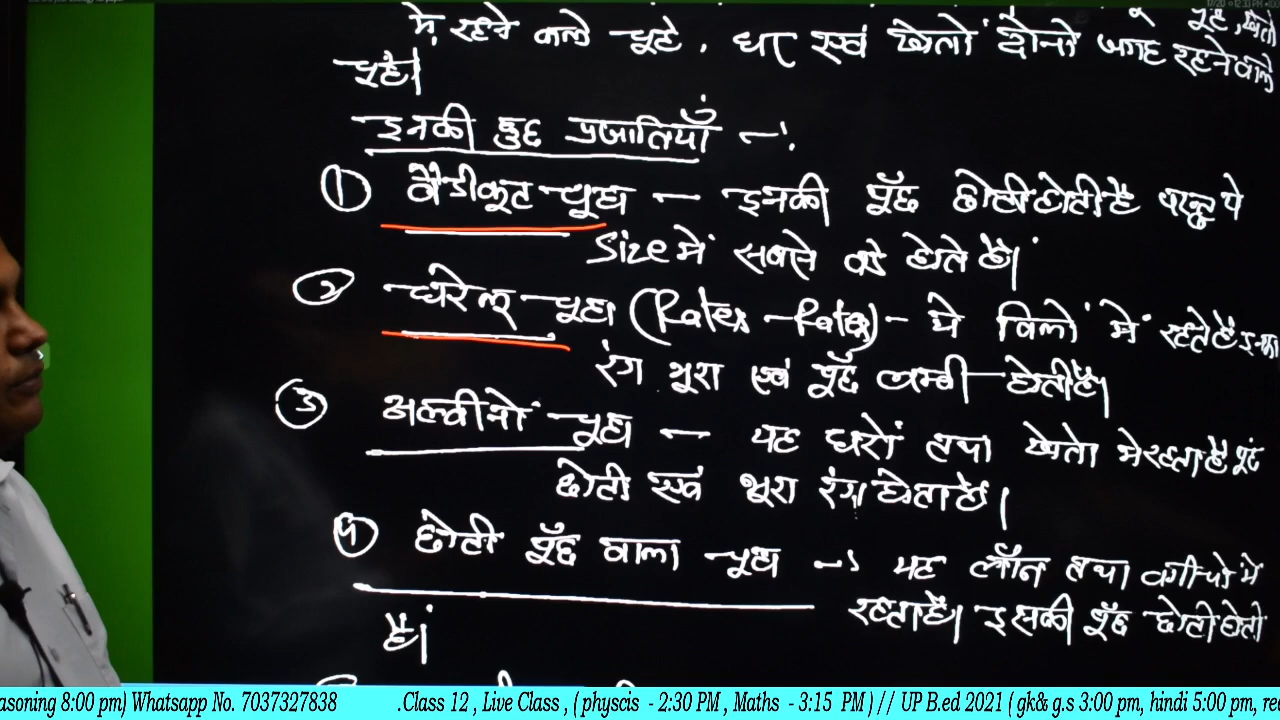 में रहने वाले चूहे, घर एवं खेतों दोनों जगह रहने वाले
चूहे।
इनकी कुछ प्रजातियाँ →:
① वैडीकूट चूहा — इनकी पूँछ छोटी होती है परन्तु ये
Size में सबसे बडे होते है।
② घरेलू चूहा (Ratex - Ratex) - ये विलों में रहते है इनका
रंग भूरा एवं पूँछ लम्बी होती है।
③ अल्वीनों चूहा — यह घरों तथा खेतो मे रहता है पूंछ
छोटी एवं भूरा रंग होता है।
④ छोटी पूँछ वाला चूहा → यह लॉन तथा वगीचो मे
रहता है। इसकी पूँछ छोटी होती
है।
asoning 8:00 pm) Whatsapp No. 7037327838 .Class 12 , Live Class , ( physcis - 2:30 PM , Maths - 3:15 PM ) // UP B.ed 2021 ( gk& g.s 3:00 pm, hindi 5:00 pm, re